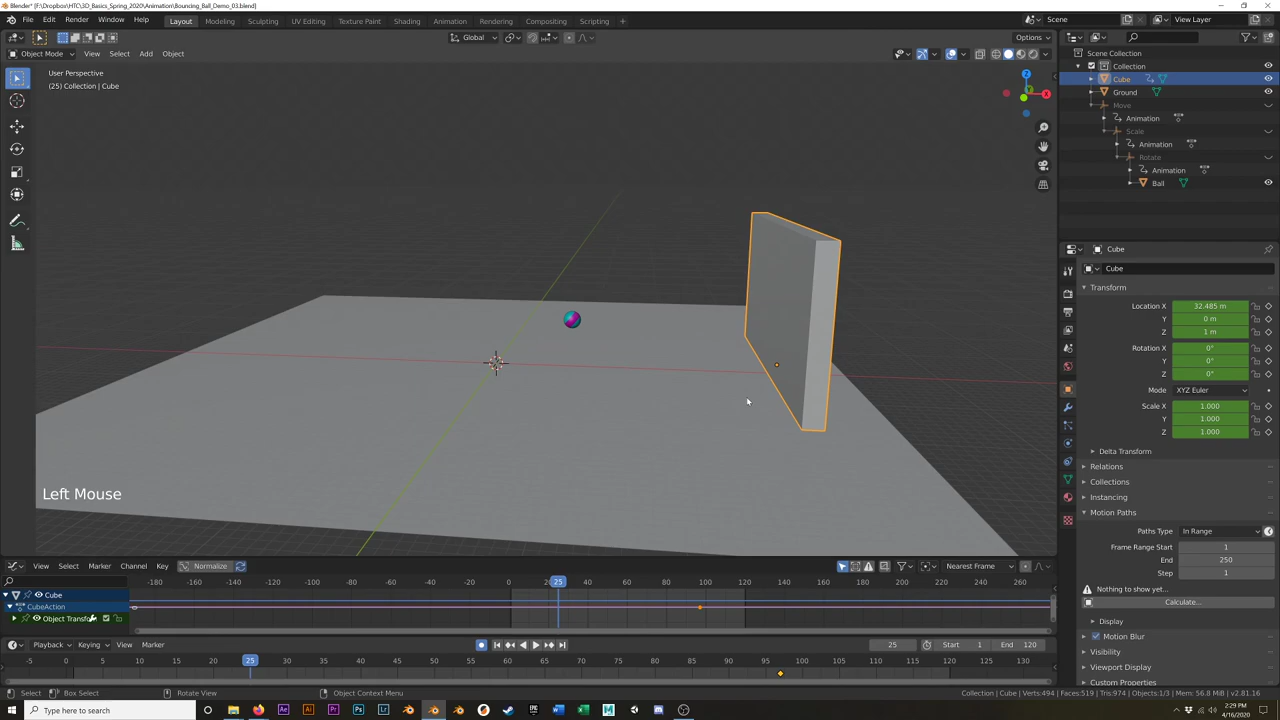 Blender* [F:\Dropbox\HTC\3D_Basics_Spring_2020\Animation\Bouncing_Ball_Demo_03.blend]
File Edit Render Window Help Layout Modeling Sculpting UV Editing Texture Paint Shading Animation Rendering Compositing Scripting + Scene View Layer
Global Options
Object Mode View Select Add Object
User Perspective
(25) Collection | Cube
Z
X
Scene Collection
Collection
Cube
Ground
Move
Animation
Scale
Animation
Rotate
Animation
Ball
Cube
Cube
Transform
Location X 32.485 m
Y 0 m
Z 1 m
Rotation X 0°
Y 0°
Z 0°
Mode XYZ Euler
Scale X 1.000
Y 1.000
Z 1.000
Delta Transform
Relations
Collections
Instancing
Motion Paths
Paths Type In Range
Frame Range Start 1
End 250
Step 1
Nothing to show yet...
Calculate...
Display
Motion Blur
Visibility
Viewport Display
Custom Properties
Left Mouse
View Select Marker Channel Key Normalize Nearest Frame
-180 -160 -140 -120 -100 -80 -60 -40 -20 0 25 40 60 80 100 120 140 160 180 200 220 240 260
Cube
CubeAction
Object Transfo
Playback Keying View Marker 25 Start 1 End 120
-5 0 5 10 15 20 25 30 35 40 45 50 55 60 65 70 75 80 85 90 95 100 105 110 115 120 125 130
Select Box Select Rotate View Object Context Menu Collection | Cube | Verts:494 | Faces:519 | Tris:974 | Objects:1/3 | Mem: 56.8 MiB | v2.81.16
Type here to search
2:29 PM
4/16/2020